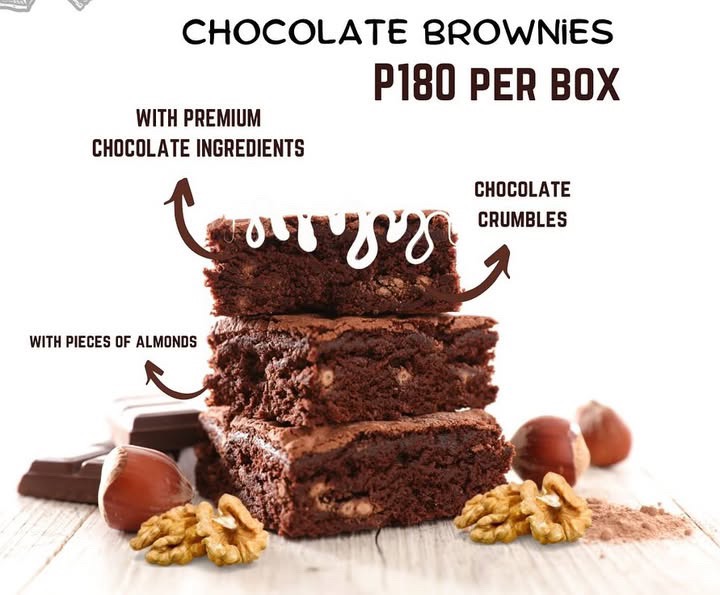 CHOCOLATE BROWNiES
P180 PER BOX
WITH PREMIUM
CHOCOLATE INGREDIENTS
CHOCOLATE
CRUMBLES
WITH PIECES OF ALMONDS